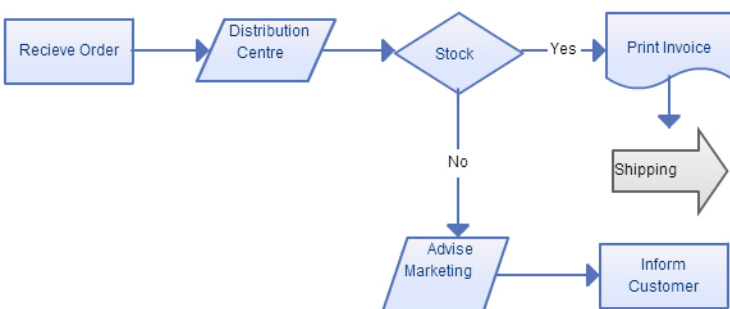 Recieve Order
Distribution
Centre
Stock
Yes
Print Invoice
No
Shipping
Advise
Marketing
Inform
Customer